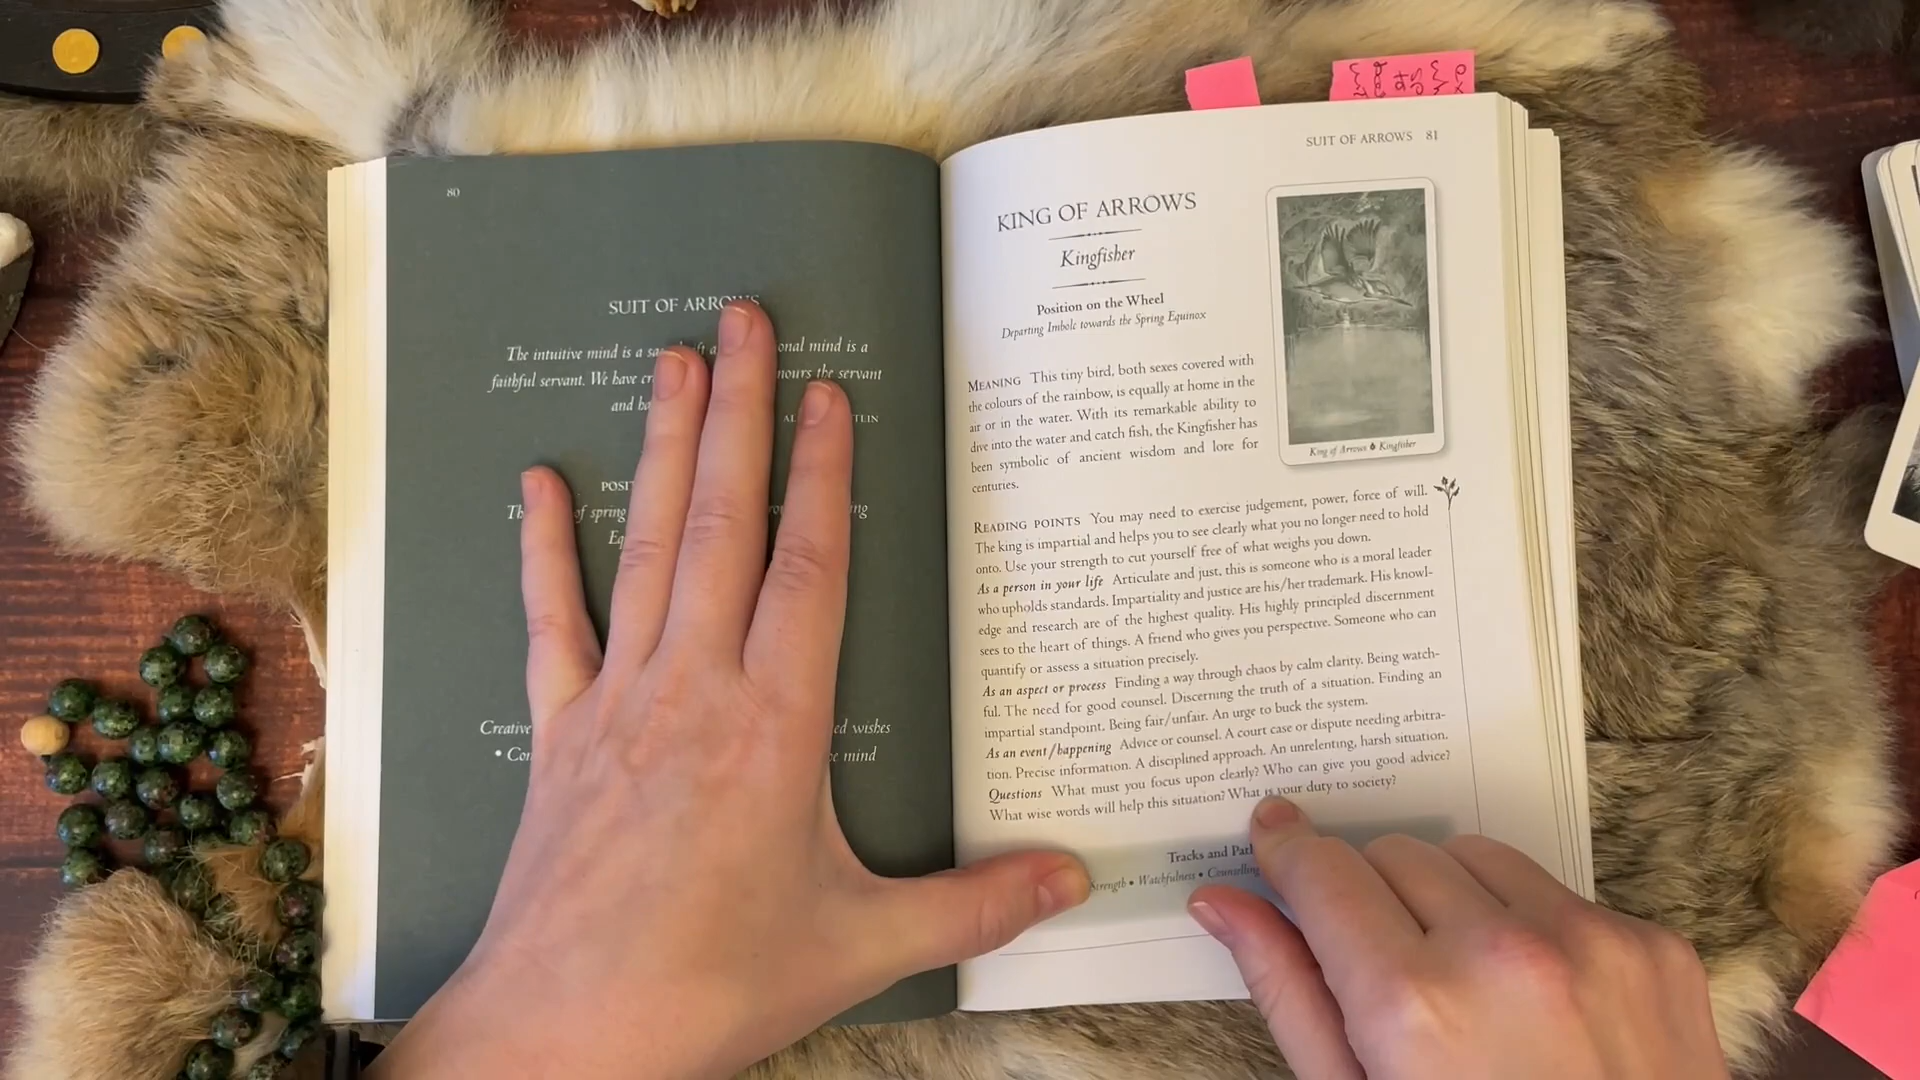 80
SUIT OF ARROWS
The intuitive mind is a onal mind is a
faithful servant. We have nours the servant
and
POSIT
of spring ing
Creative ed wishes
• Con e mind
SUIT OF ARROWS 81
KING OF ARROWS
Kingfisher
Position on the Wheel
Departing Imbolc towards the Spring Equinox
MEANING This tiny bird, both sexes covered with
the colours of the rainbow, is equally at home in the
air or in the water. With its remarkable ability to
dive into the water and catch fish, the Kingfisher has
been symbolic of ancient wisdom and lore for
centuries.
King of Arrows Kingfisher
READING POINTS You may need to exercise judgement, power, force of will.
The king is impartial and helps you to see clearly what you no longer need to hold
onto. Use your strength to cut yourself free of what weighs you down.
As a person in your life Articulate and just, this is someone who is a moral leader
who upholds standards. Impartiality and justice are his/her trademark. His knowl-
edge and research are of the highest quality. His highly principled discernment
sees to the heart of things. A friend who gives you perspective. Someone who can
quantify or assess a situation precisely.
As an aspect or process Finding a way through chaos by calm clarity. Being watch-
ful. The need for good counsel. Discerning the truth of a situation. Finding an
impartial standpoint. Being fair/unfair. An urge to buck the system.
As an event/happening Advice or counsel. A court case or dispute needing arbitra-
tion. Precise information. A disciplined approach. An unrelenting, harsh situation.
Questions What must you focus upon clearly? Who can give you good advice?
What wise words will help this situation? What is your duty to society?
Tracks and Pat
Strength • Watchfulness • Counselling